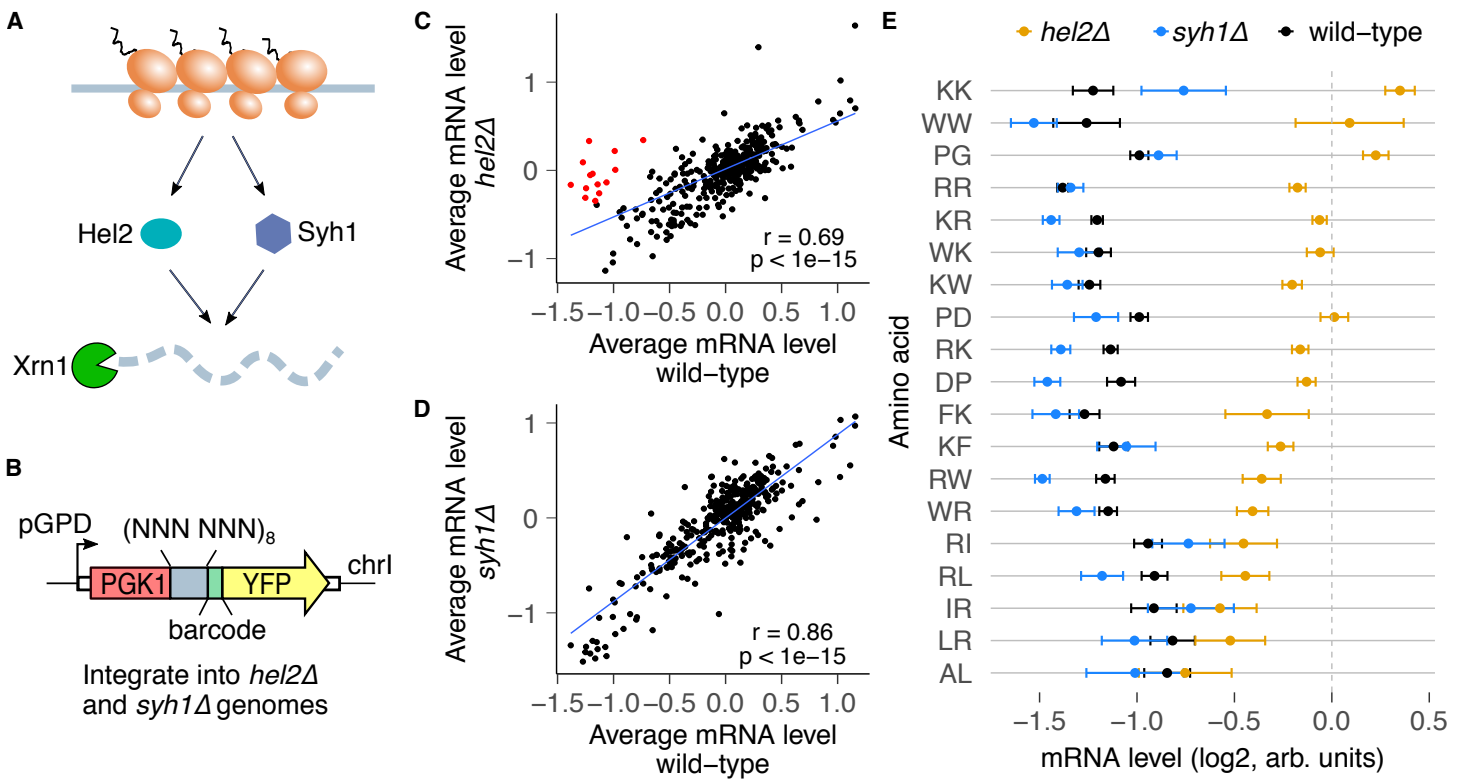 A
Hel2
Syh1
Xrn1
B
pGPD
(NNN NNN)8
chrI
PGK1
YFP
barcode
Integrate into hel2Δ
and syh1Δ genomes
C
Average mRNA level
hel2Δ
1
0
−1
r = 0.69
p < 1e−15
−1.5 −1.0 −0.5 0.0 0.5 1.0
Average mRNA level
wild−type
D
Average mRNA level
syh1Δ
1
0
−1
r = 0.86
p < 1e−15
−1.5 −1.0 −0.5 0.0 0.5 1.0
Average mRNA level
wild−type
E
hel2Δ syh1Δ wild−type
Amino acid
KK
WW
PG
RR
KR
WK
KW
PD
RK
DP
FK
KF
RW
WR
RI
RL
IR
LR
AL
−1.5 −1.0 −0.5 0.0 0.5
mRNA level (log2, arb. units)